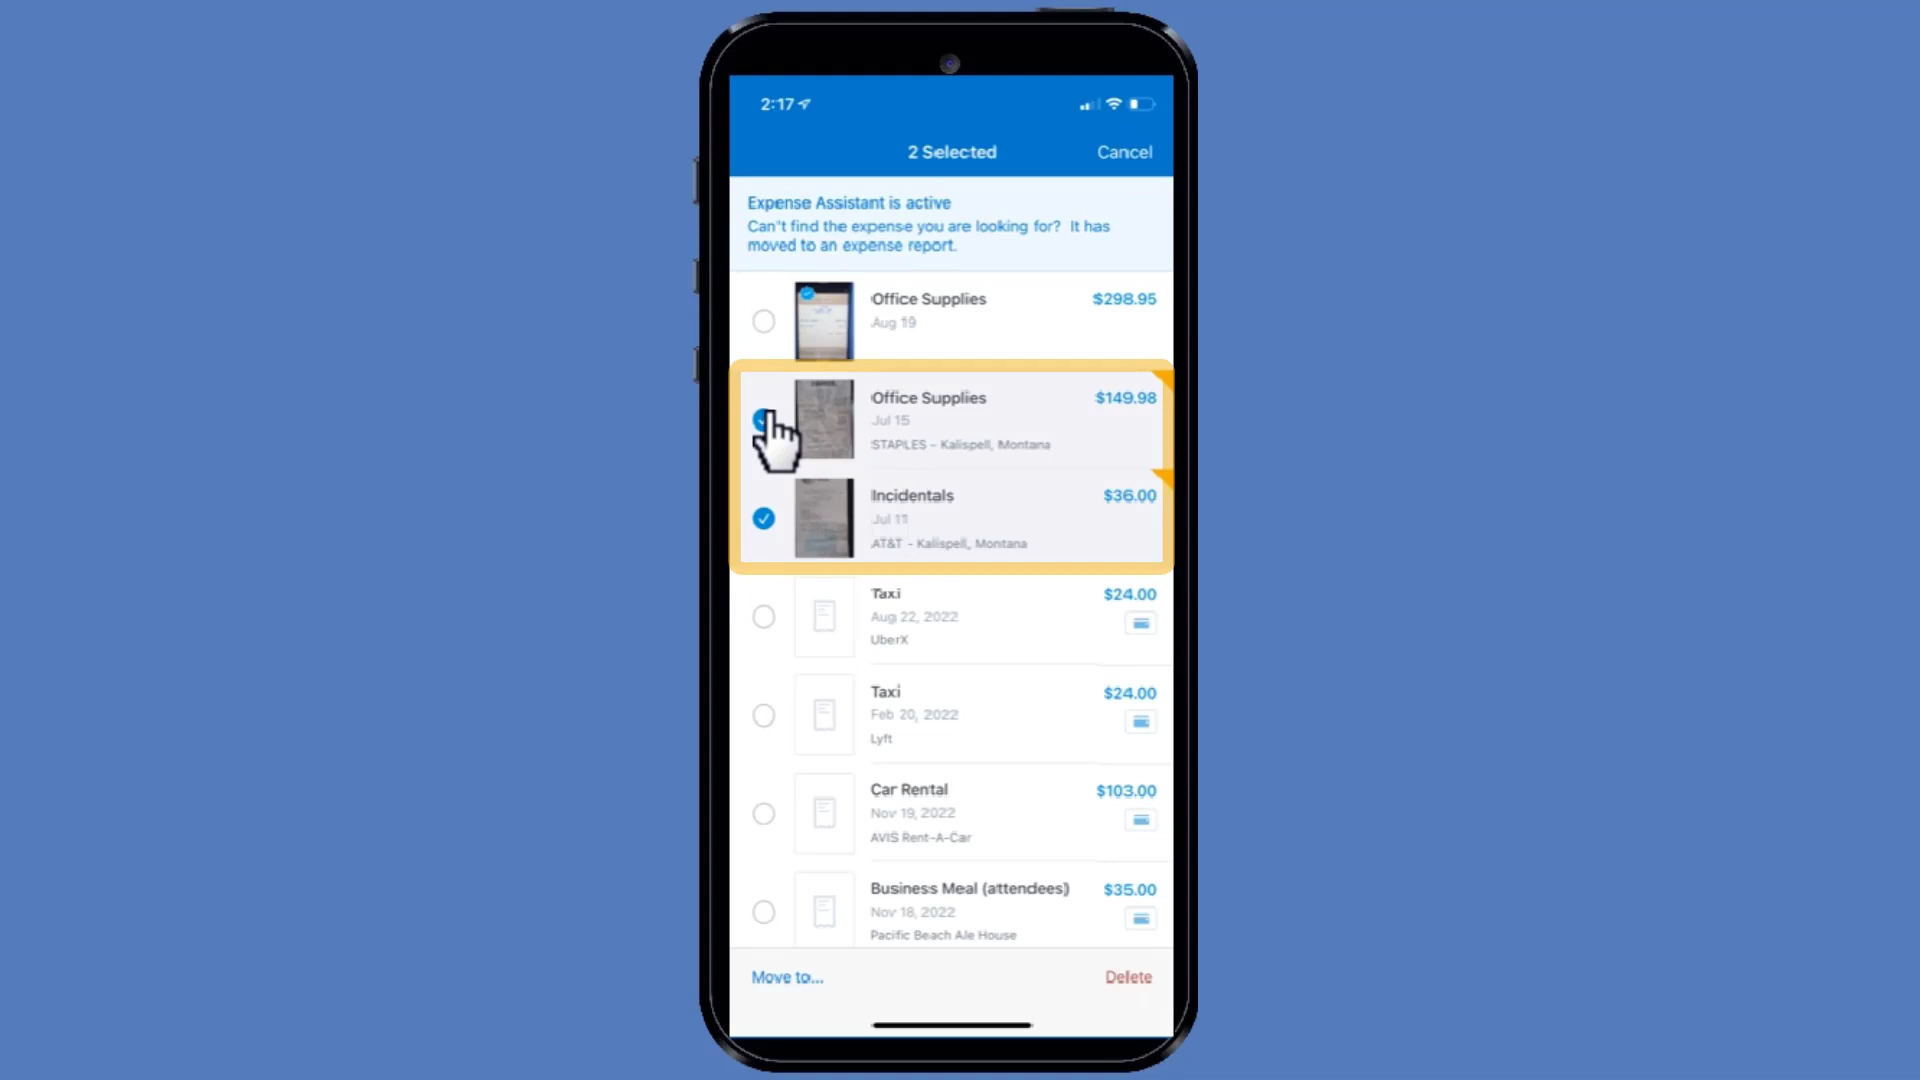 2:17
2 Selected
Cancel
Expense Assistant is active
Can't find the expense you are looking for? It has
moved to an expense report.
Office Supplies
$298.95
Aug 19
Office Supplies
$149.98
Jul 15
STAPLES - Kalispell, Montana
Incidentals
$36.00
Jul 11
AT&T - Kalispell, Montana
Taxi
$24.00
Aug 22, 2022
UberX
Taxi
$24.00
Feb 20, 2022
Lyft
Car Rental
$103.00
Nov 19, 2022
AVIS Rent-A-Car
Business Meal (attendees)
$35.00
Nov 18, 2022
Pacific Beach Ale House
Move to...
Delete